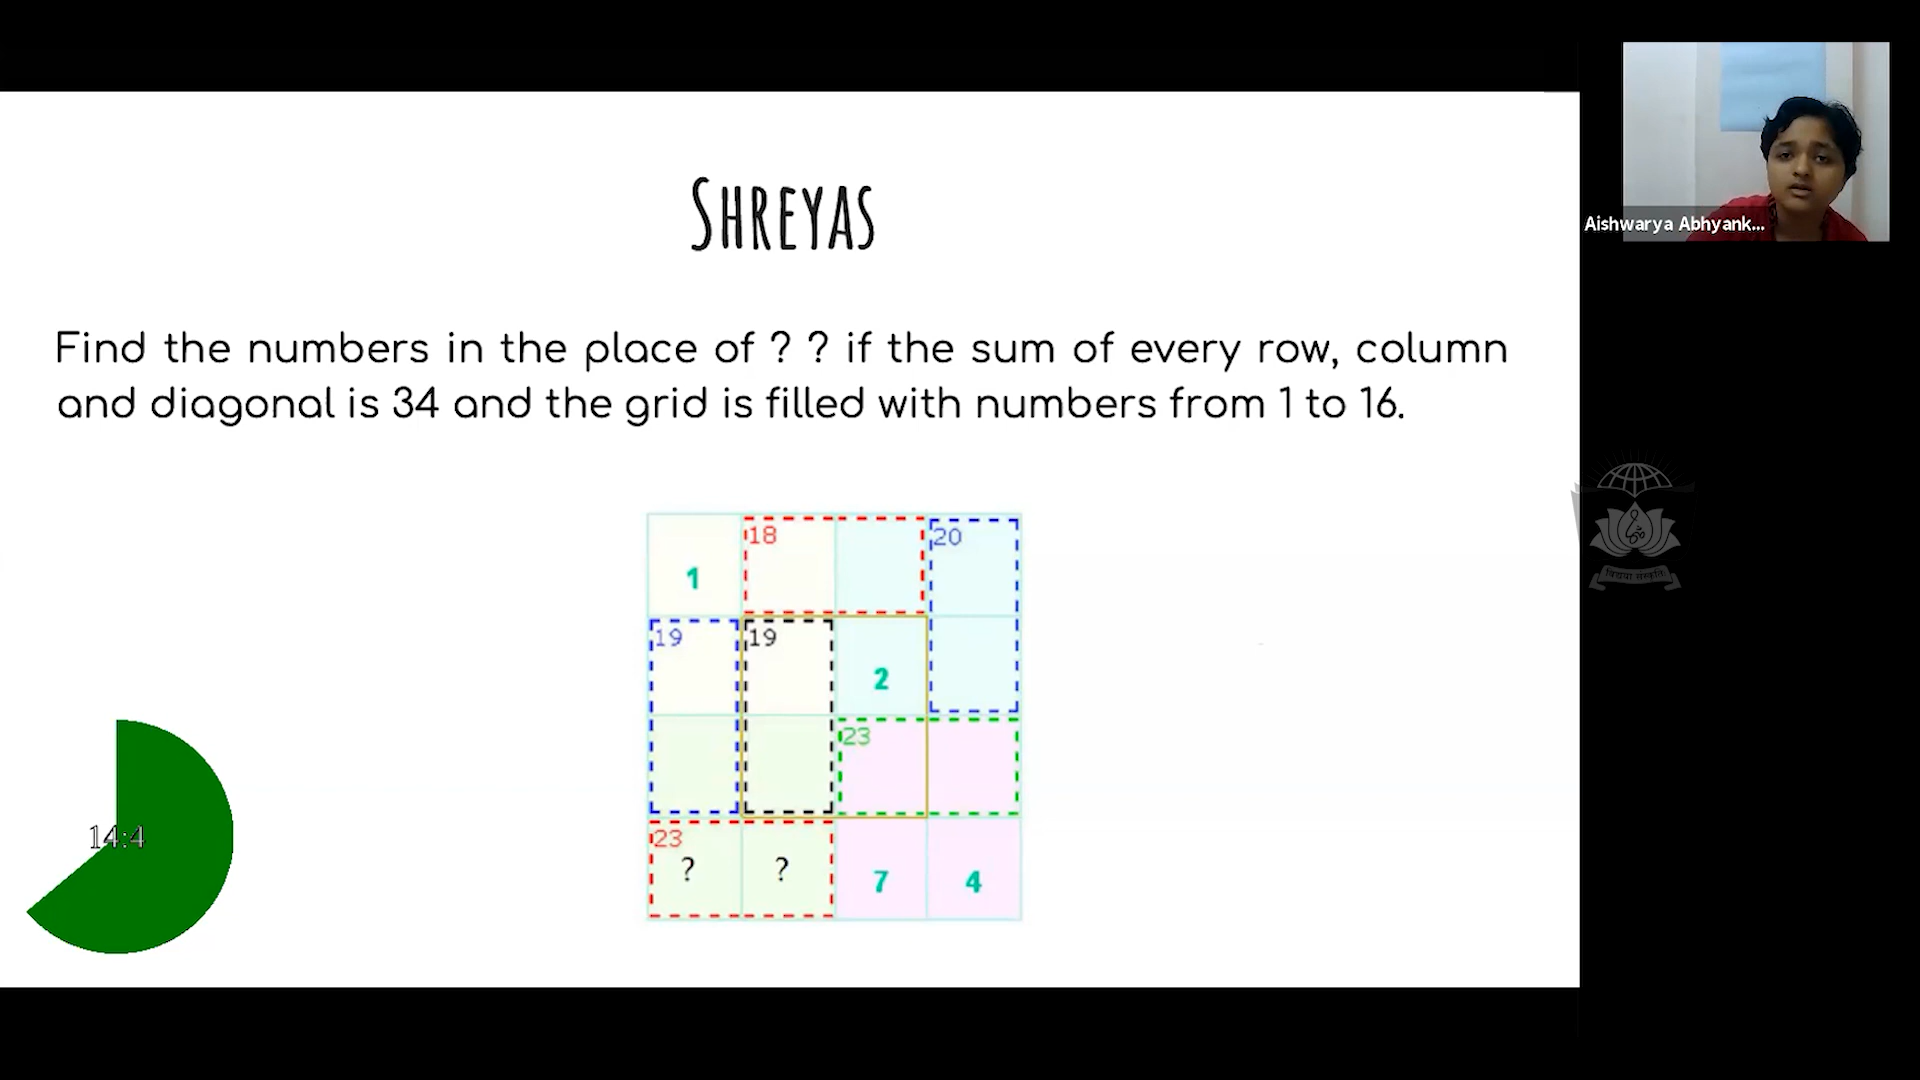 SHREYAS
Aishwarya Abhyank...
Find the numbers in the place of ? ? if the sum of every row, column
and diagonal is 34 and the grid is filled with numbers from 1 to 16.
18 20
1
19 19
2
23
23
? ? 7 4
14:4